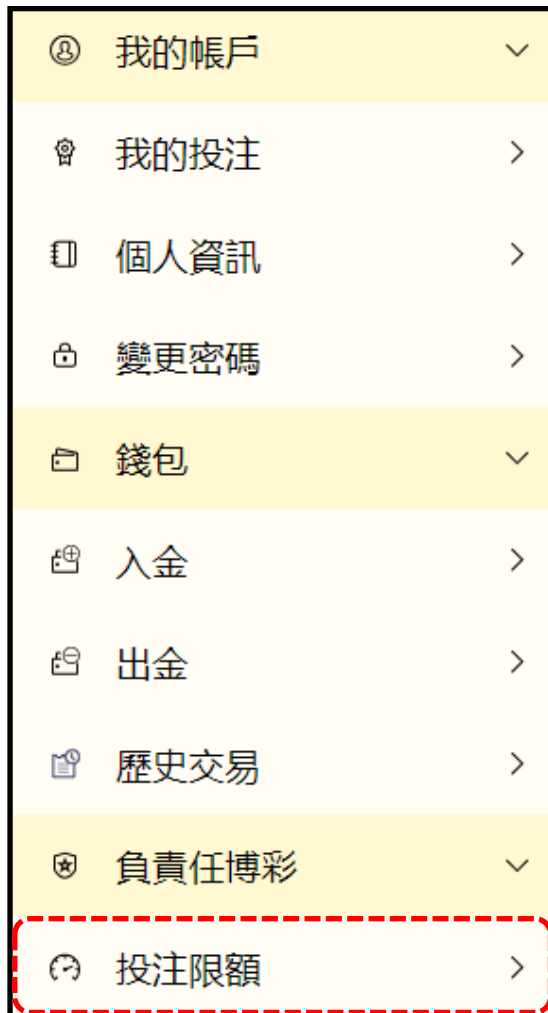 我的帳戶
我的投注
個人資訊
變更密碼
錢包
入金
出金
歷史交易
負責任博彩
投注限額